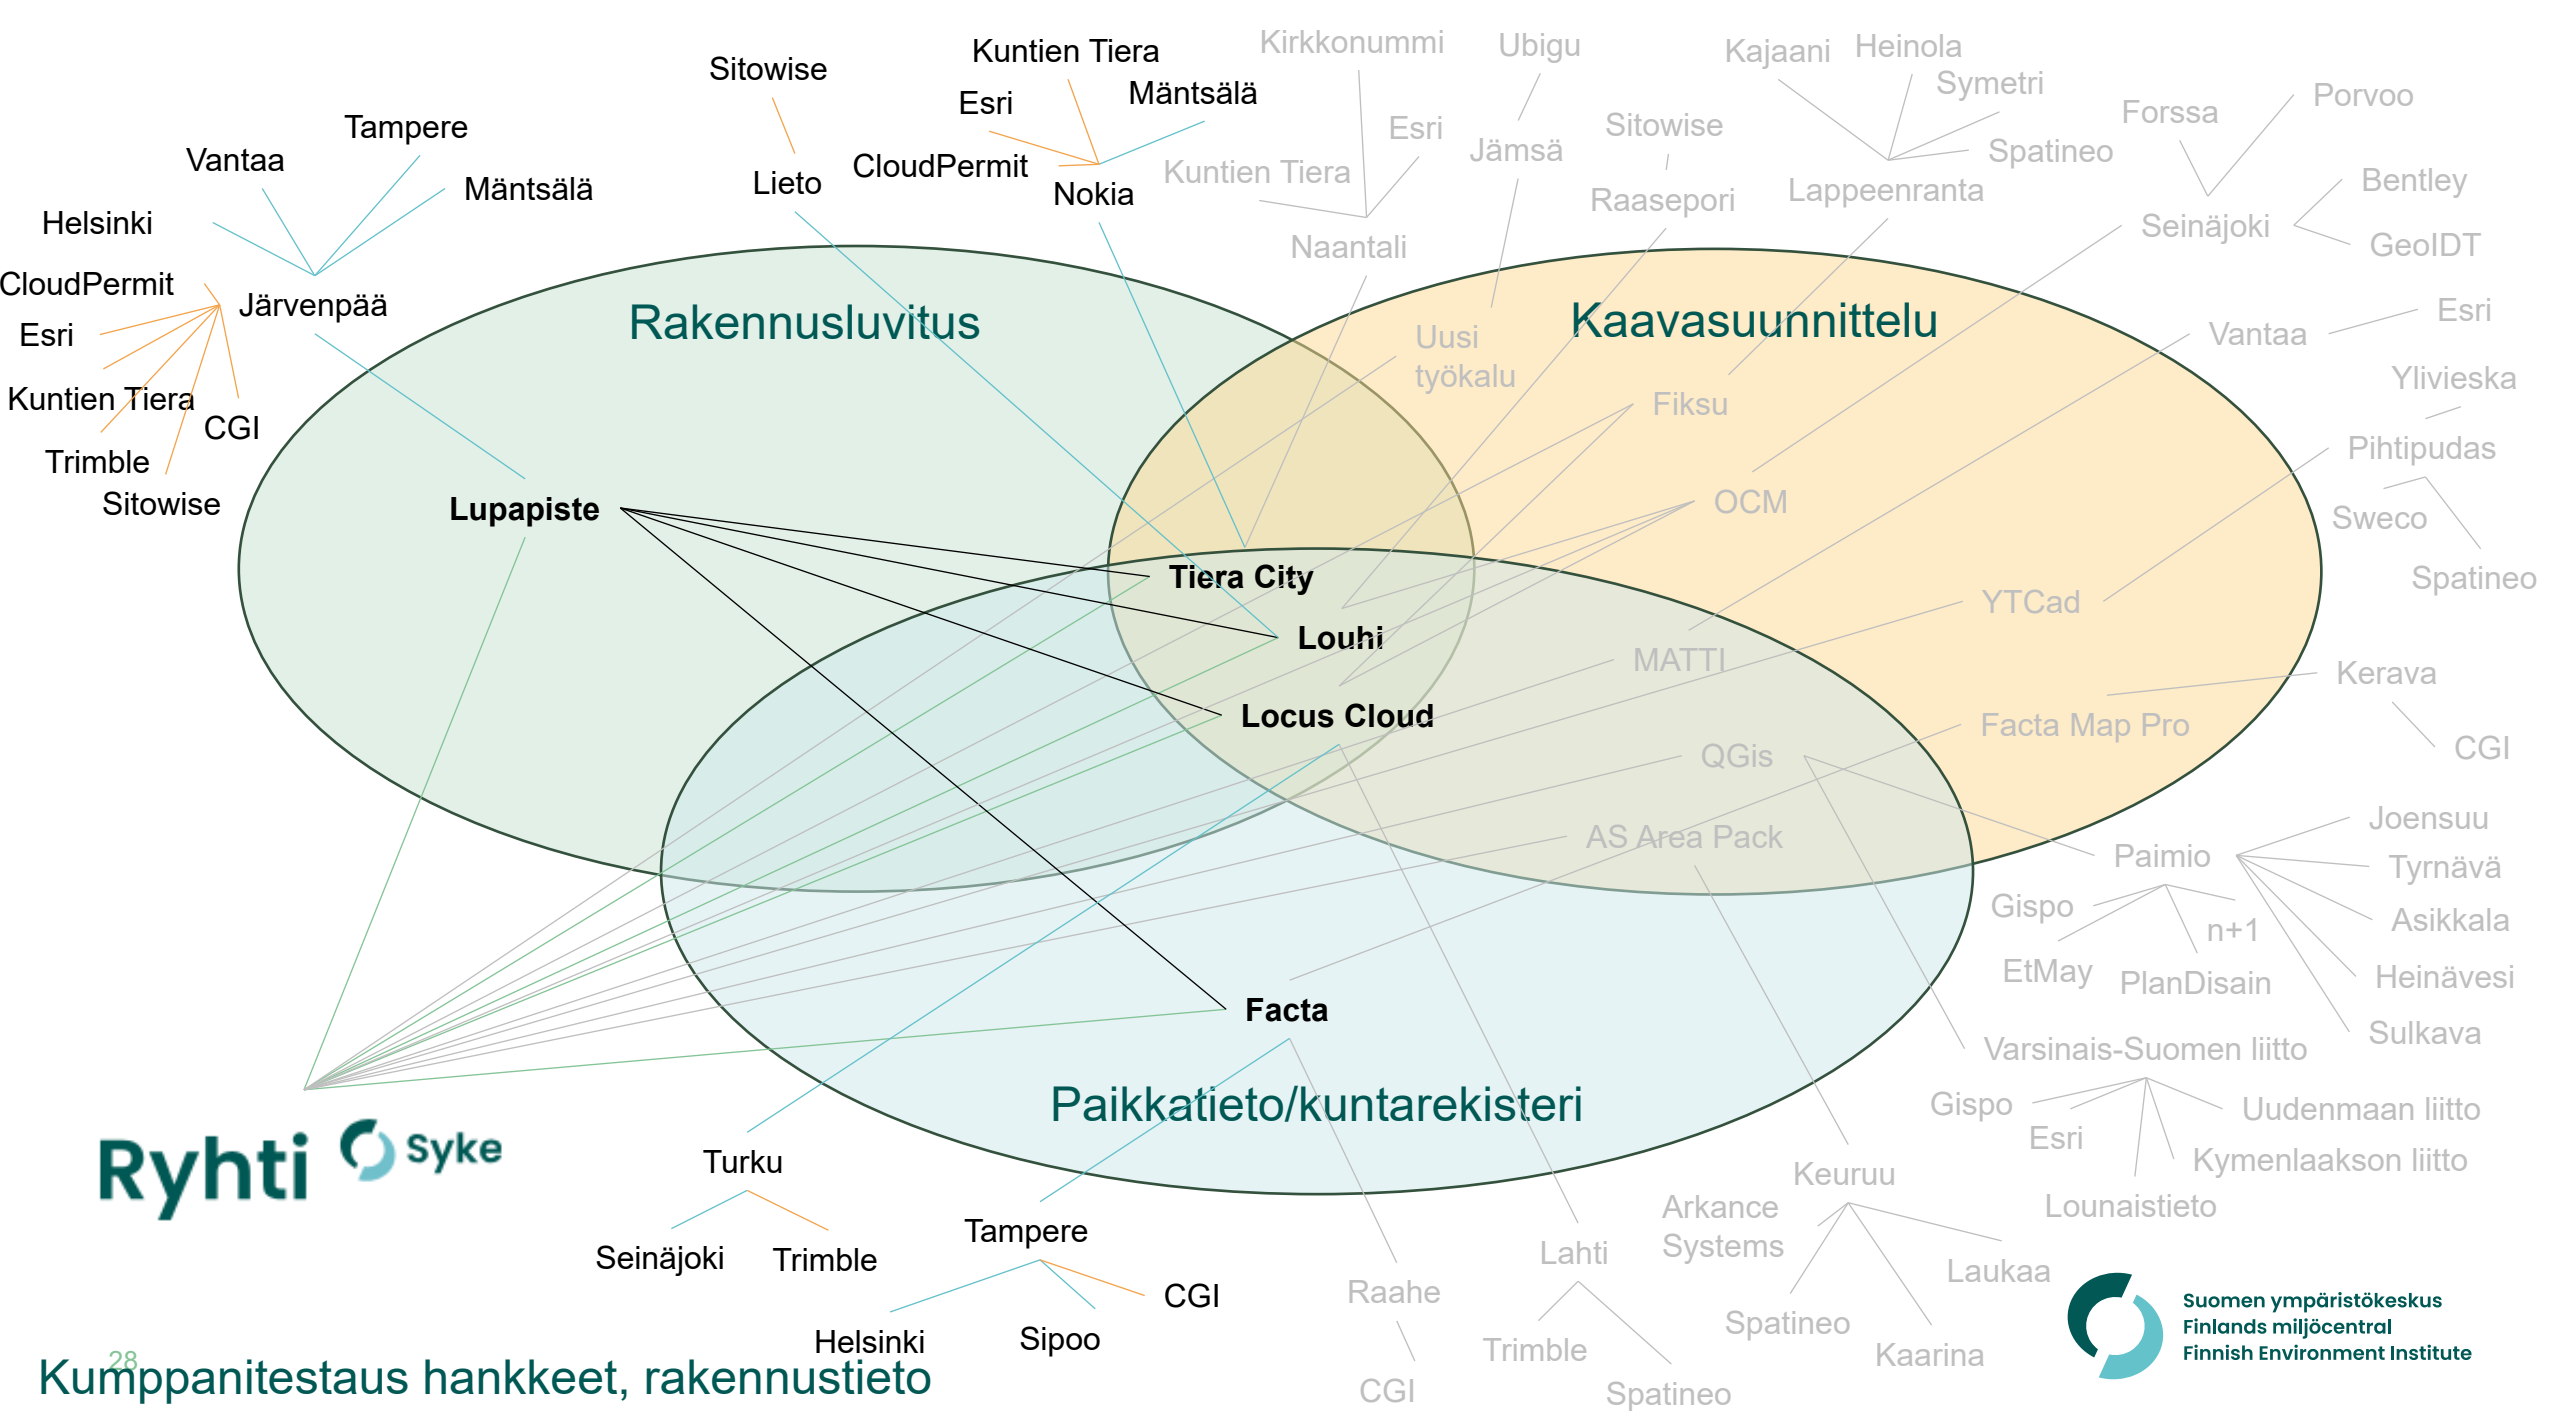 Kirkkonummi
Ubigu
Kajaani
Heinola
Kuntien Tiera
Sitowise
Symetri
Esri
Mäntsälä
Porvoo
Forssa
Tampere
Esri
Sitowise
Jämsä
Spatineo
Vantaa
CloudPermit
Kuntien Tiera
Bentley
Lieto
Mäntsälä
Nokia
Raasepori
Lappeenranta
Helsinki
Seinäjoki
Naantali
GeoIDT
CloudPermit
Järvenpää
Esri
Rakennusluvitus
Kaavasuunnittelu
Esri
Uusi
työkalu
Vantaa
Ylivieska
Kuntien Tiera
Fiksu
CGI
Pihtipudas
Trimble
Sitowise
Lupapiste
OCM
Sweco
Tiera City
Spatineo
YTCad
Louhi
MATTI
Kerava
Locus Cloud
Facta Map Pro
QGis
CGI
AS Area Pack
Joensuu
Paimio
Tyrnävä
Gispo
n+1
Asikkala
EtMay
PlanDisain
Heinävesi
Facta
Sulkava
Varsinais-Suomen liitto
Paikkatieto/kuntarekisteri
Gispo
Uudenmaan liitto
Esri
Ryhti
Syke
Turku
Kymenlaakson liitto
Keuruu
Arkance
Systems
Lounaistieto
Tampere
Seinäjoki
Trimble
Lahti
Laukaa
CGI
Raahe
Spatineo
Helsinki
Sipoo
Trimble
Kaarina
CGI
Spatineo
Suomen ympäristökeskus
Finlands miljöcentral
Finnish Environment Institute
28
Kumppanitestaus hankkeet, rakennustieto